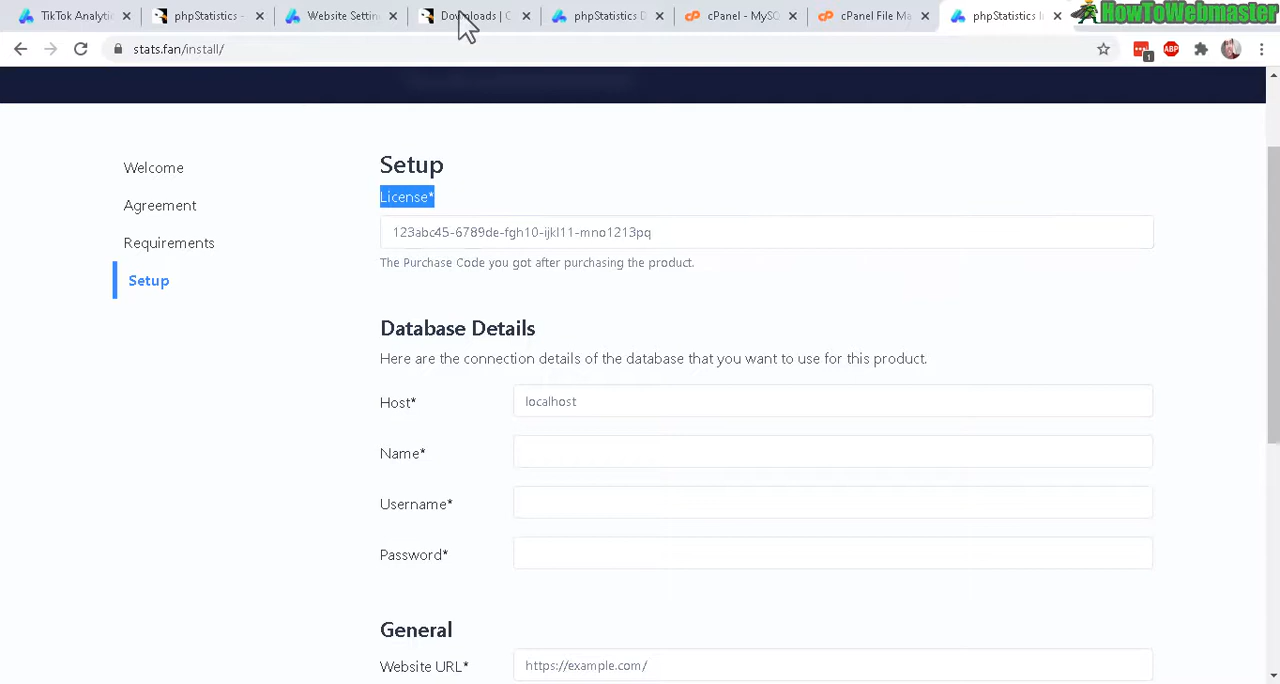 TikTok Analyti
phpStatistics -
Website Settin
Downloads | C
phpStatistics D
cPanel - MySQ
cPanel File Ma
phpStatistics I
HowToWebmaster
stats.fan/install/
1
ABP
Welcome
Agreement
Requirements
Setup
Setup
License*
123abc45-6789de-fgh10-ijkl11-mno1213pq
The Purchase Code you got after purchasing the product.
Database Details
Here are the connection details of the database that you want to use for this product.
Host*
localhost
Name*
Username*
Password*
General
Website URL*
https://example.com/